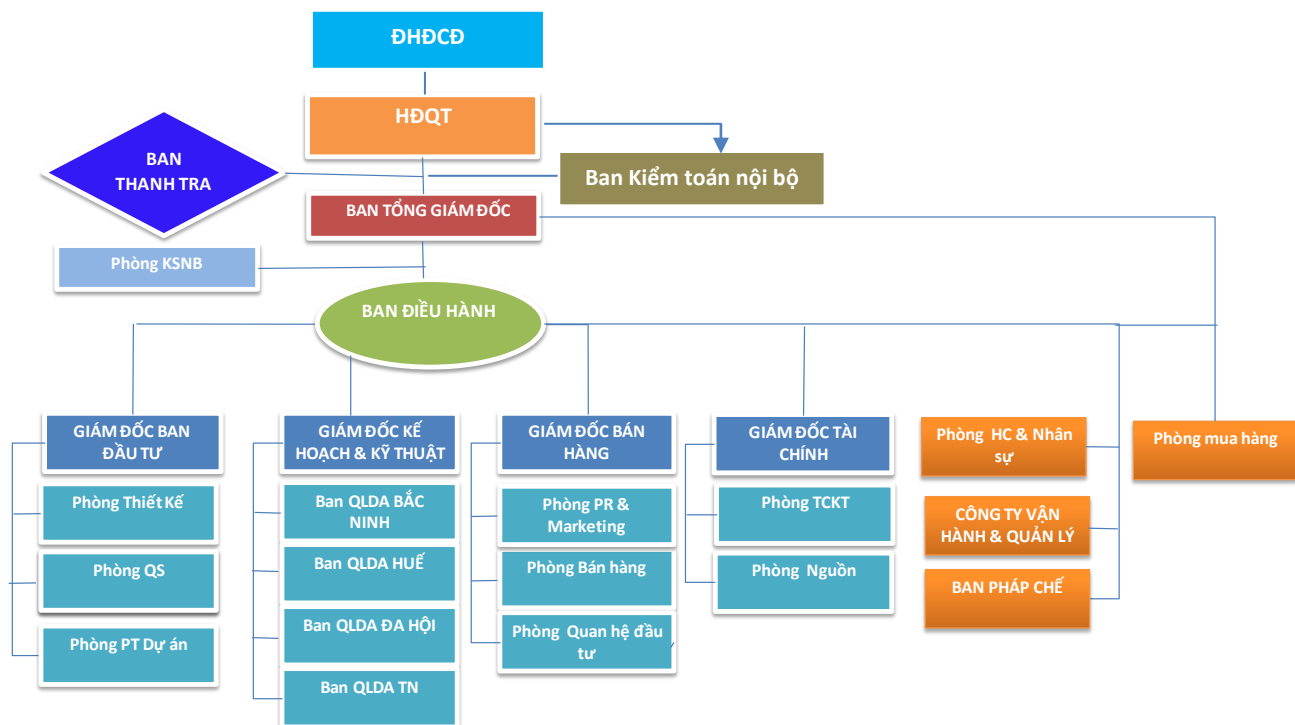 ĐHĐCĐ
HĐQT
BAN
THANH TRA
Ban Kiểm toán nội bộ
BAN TỔNG GIÁM ĐỐC
Phòng KSNB
BAN ĐIỀU HÀNH
GIÁM ĐỐC BAN
ĐẦU TƯ
Phòng Thiết Kế
Phòng QS
Phòng PT Dự án
GIÁM ĐỐC KẾ
HOẠCH & KỸ THUẬT
Ban QLDA BẮC
NINH
Ban QLDA HUẾ
Ban QLDA ĐA HỘI
Ban QLDA TN
GIÁM ĐỐC BÁN
HÀNG
Phòng PR &
Marketing
Phòng Bán hàng
Phòng Quan hệ đầu
tư
GIÁM ĐỐC TÀI
CHÍNH
Phòng TCKT
Phòng Nguồn
Phòng HC & Nhân
sự
CÔNG TY VẬN
HÀNH & QUẢN LÝ
BAN PHÁP CHẾ
Phòng mua hàng